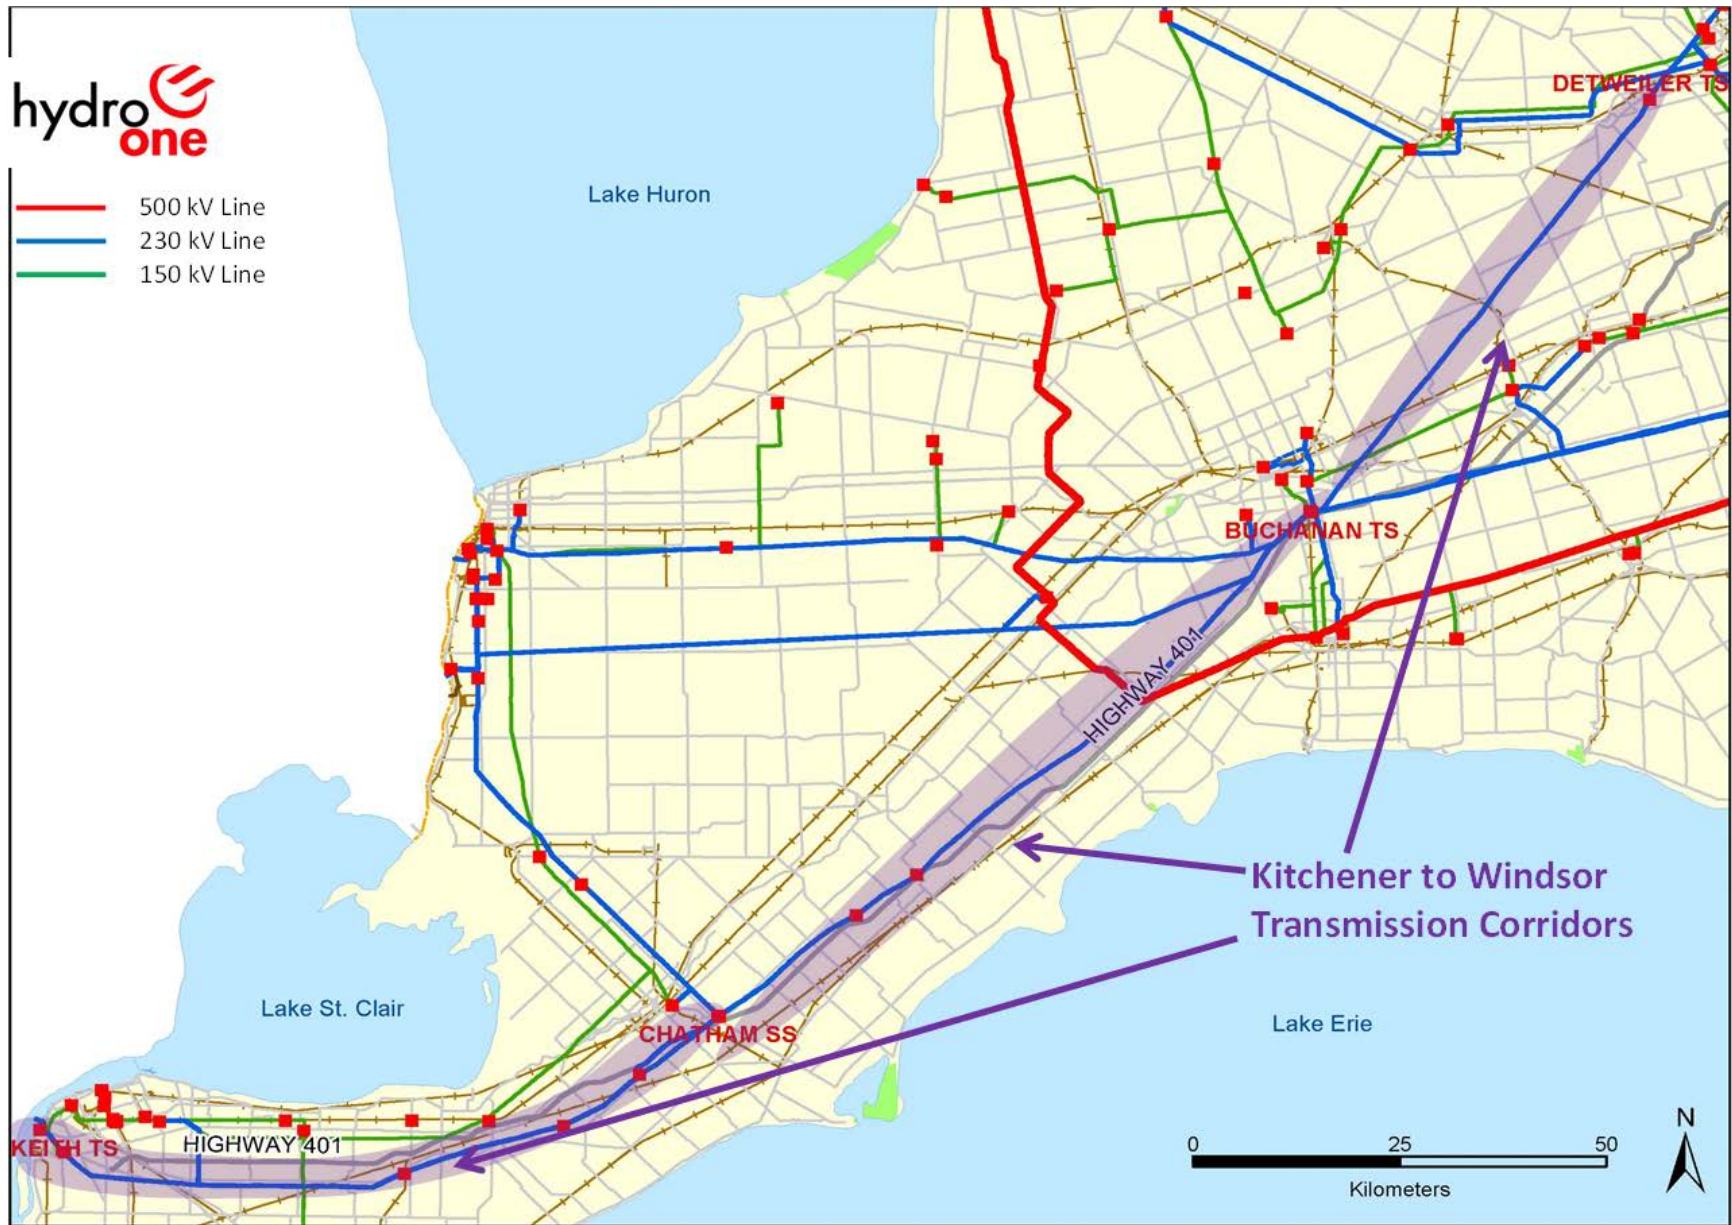 hydro
one
500 kV Line
230 kV Line
150 kV Line
Lake Huron
DETWEILER TS
BUCHANAN TS
HIGHWAY 401
Kitchener to Windsor
Transmission Corridors
Lake St. Clair
CHATHAM SS
Lake Erie
KEITH TS
HIGHWAY 401
0 25 50
Kilometers
N